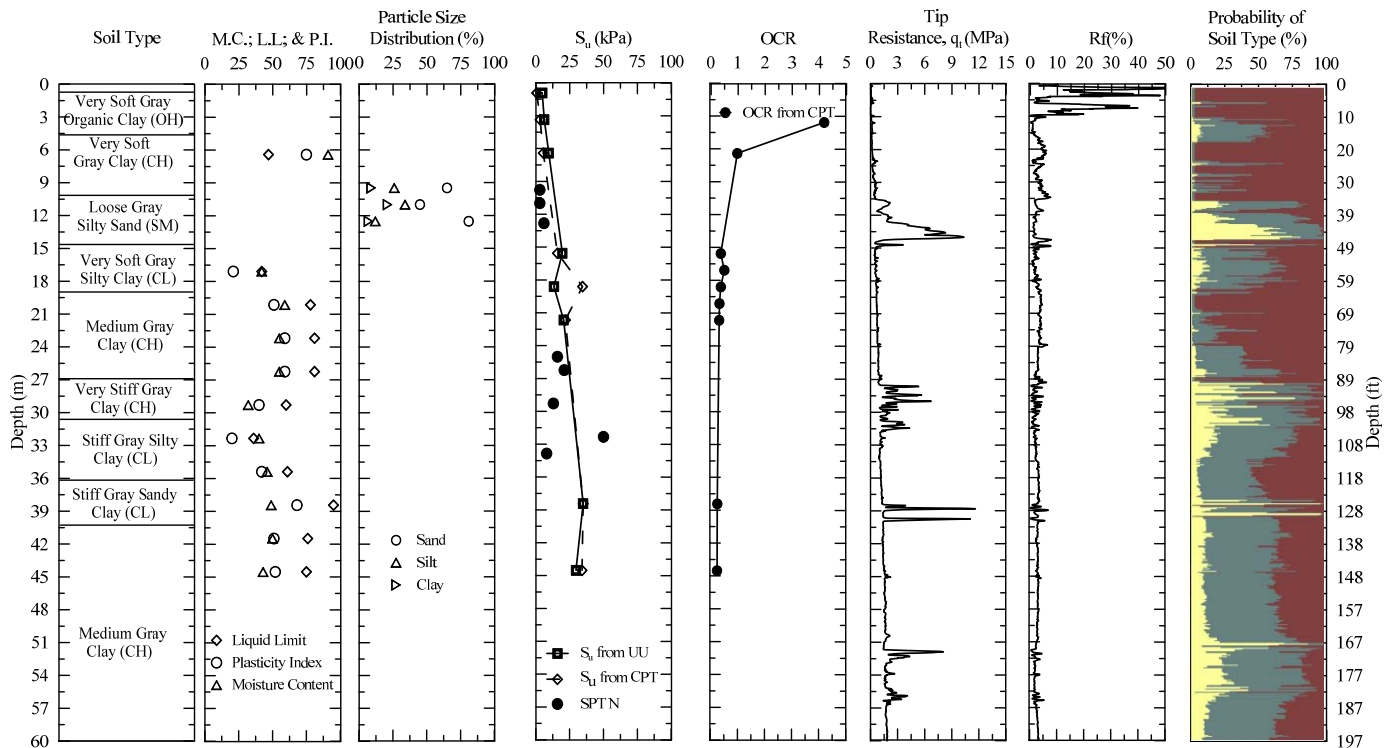 Soil Type
M.C.; L.L; & P.I.
Particle Size
Distribution (%)
Su (kPa)
OCR
Tip
Resistance, qt (MPa)
Rf(%)
Probability of
Soil Type (%)
25 50 75 100
0 25 50 75 100
0 25 50 75 100
0 1 2 3 4 5
0 3 6 9 12 15
0 10 20 30 40 50
0 25 50 75 100
Depth (m)
0
3
6
9
12
15
18
21
24
27
30
33
36
39
42
45
48
51
54
57
60
Very Soft Gray
Organic Clay (OH)
Very Soft
Gray Clay (CH)
Loose Gray
Silty Sand (SM)
Very Soft Gray
Silty Clay (CL)
Medium Gray
Clay (CH)
Very Stiff Gray
Clay (CH)
Stiff Gray Silty
Clay (CL)
Stiff Gray Sandy
Clay (CL)
Medium Gray
Clay (CH)
Liquid Limit
Plasticity Index
Moisture Content
Sand
Silt
Clay
Su from UU
Su from CPT
SPT N
OCR from CPT
0
10
20
30
39
49
59
69
79
89
98
108
118
128
138
148
157
167
177
187
197
Depth (ft)